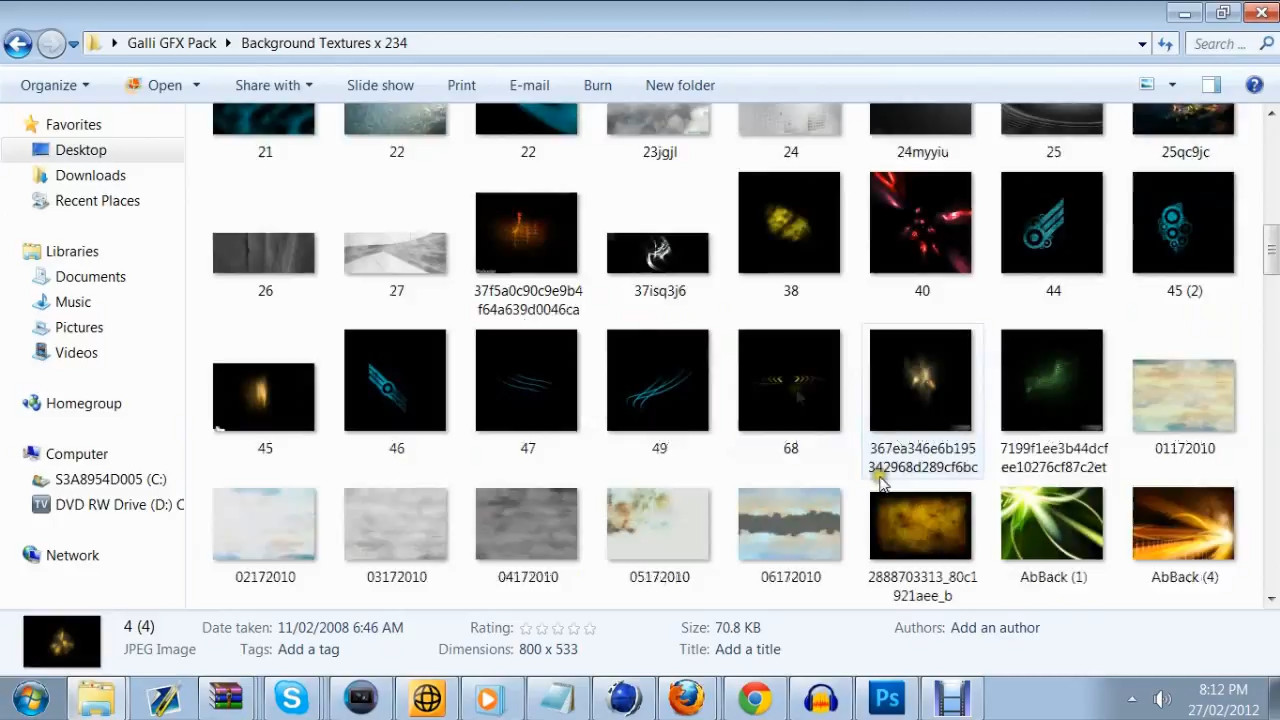 Galli GFX Pack Background Textures x 234
Search ...
Organize Open Share with Slide show Print E-mail Burn New folder
Favorites
Desktop
Downloads
Recent Places
Libraries
Documents
Music
Pictures
Videos
Homegroup
Computer
S3A8954D005 (C:)
DVD RW Drive (D:) C
Network
21 22 22 23jgjl 24 24myyiu 25 25qc9jc
26 27 37f5a0c90c9e9b4 37isq3j6 38 40 44 45 (2)
f64a639d0046ca
45 46 47 49 68 367ea346e6b195 7199f1ee3b44dcf 01172010
342968d289cf6bc ee10276cf87c2et
02172010 03172010 04172010 05172010 06172010 2888703313_80c1 AbBack (1) AbBack (4)
921aee_b
4 (4) Date taken: 11/02/2008 6:46 AM Rating: Size: 70.8 KB Authors: Add an author
JPEG Image Tags: Add a tag Dimensions: 800 x 533 Title: Add a title
TV
S
Ps
8:12 PM
27/02/2012